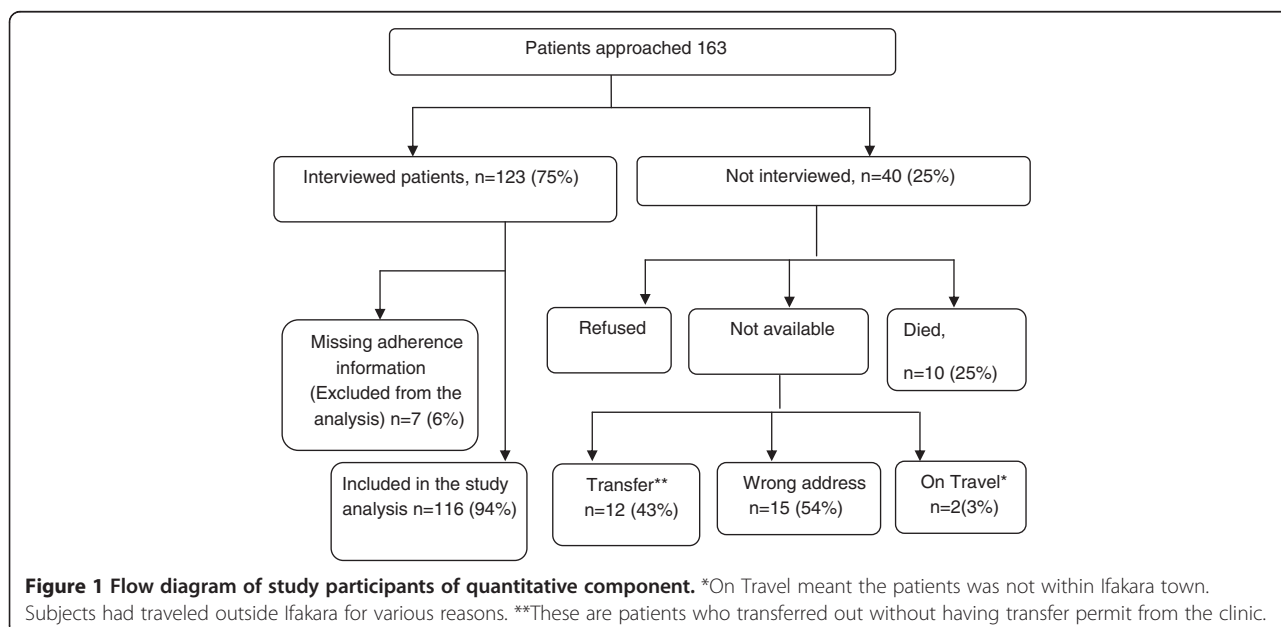 Patients approached 163
Interviewed patients, n=123 (75%)
Not interviewed, n=40 (25%)
Missing adherence
information
(Excluded from the
analysis) n=7 (6%)
Included in the study
analysis n=116 (94%)
Refused
Not available
Died,
n=10 (25%)
Transfer**
n=12 (43%)
Wrong address
n=15 (54%)
On Travel*
n=2(3%)
Figure 1 Flow diagram of study participants of quantitative component. *On Travel meant the patients was not within Ifakara town.
Subjects had traveled outside Ifakara for various reasons. **These are patients who transferred out without having transfer permit from the clinic.